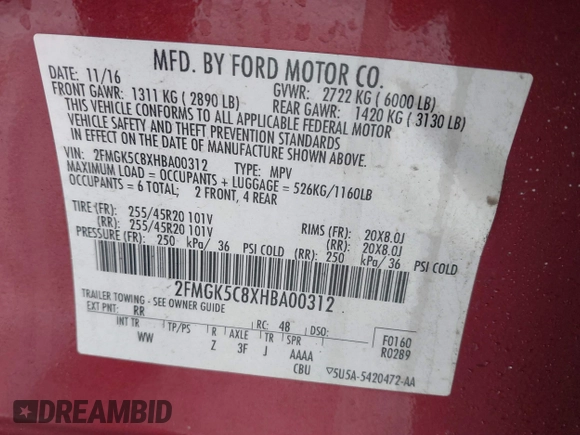 MFD. BY FORD MOTOR CO.
DATE: 11/16 GVWR: 2722 KG (6000 LB)
FRONT GAWR: 1311 KG (2890 LB) REAR GAWR: 1420 KG (3130 LB)
THIS VEHICLE CONFORMS TO ALL APPLICABLE FEDERAL MOTOR
VEHICLE SAFETY AND THEFT PREVENTION STANDARDS
IN EFFECT ON THE DATE OF MANUFACTURE SHOWN ABOVE.
VIN: 2FMGK5C8XHBA00312 TYPE: MPV
MAXIMUM LOAD = OCCUPANTS + LUGGAGE = 526KG/1160LB
OCCUPANTS = 6 TOTAL; 2 FRONT, 4 REAR
TIRE (FR): 255/45R20 101V RIMS (FR): 20X8.0J
(RR): 255/45R20 101V (RR): 20X8.0J
PRESSURE (FR): 250 kPa/ 36 PSI COLD (RR): 250 kPa/ 36 PSI COLD
2FMGK5C8XHBA00312
TRAILER TOWING - SEE OWNER GUIDE
EXT PNT: RR RC: 48 DSO: F0160
INT TR TP/PS R AXLE TR SPR R0289
WW Z 3F J AAAA
CBU ▽5U5A-5420472-AA
DREAMBID